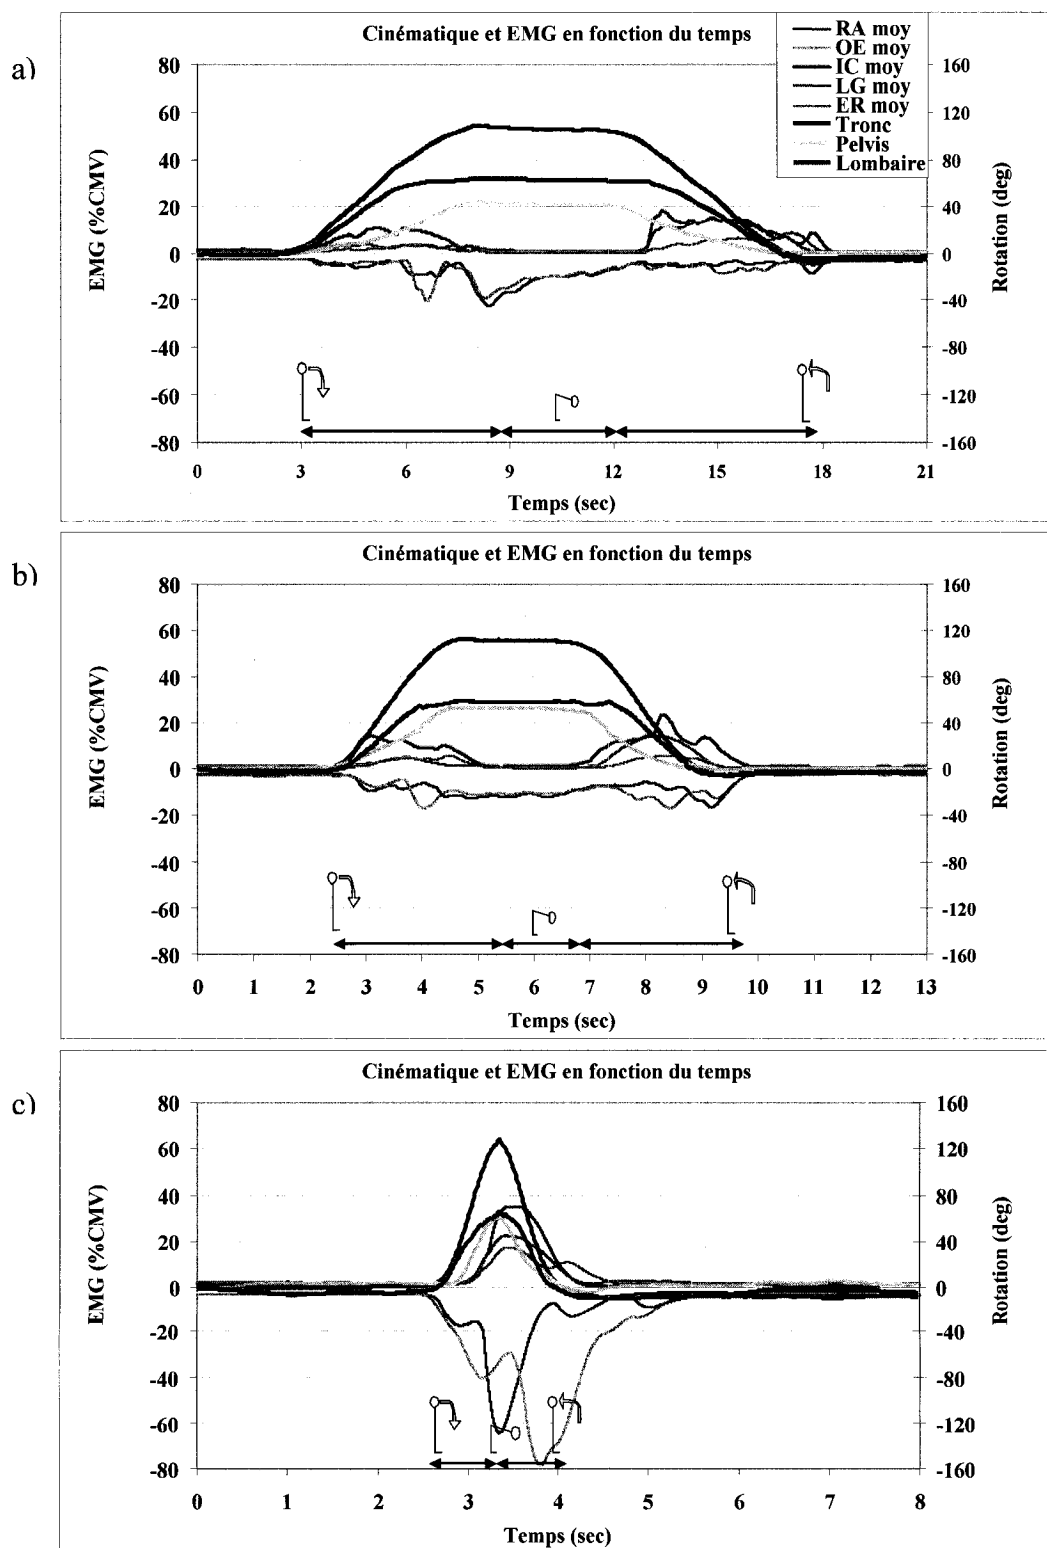 a)
Cinématique et EMG en fonction du temps
RA moy
OE moy
IC moy
LG moy
ER moy
Tronc
Pelvis
Lombaire
EMG (%CMV)
80
60
40
20
0
-20
-40
-60
-80
160
120
80
40
0
-40
-80
-120
-160
Rotation (deg)
0 3 6 9 12 15 18 21
Temps (sec)
b)
Cinématique et EMG en fonction du temps
EMG (%CMV)
80
60
40
20
0
-20
-40
-60
-80
160
120
80
40
0
-40
-80
-120
-160
Rotation (deg)
0 1 2 3 4 5 6 7 8 9 10 11 12 13
Temps (sec)
c)
Cinématique et EMG en fonction du temps
EMG (%CMV)
80
60
40
20
0
-20
-40
-60
-80
160
120
80
40
0
-40
-80
-120
-160
Rotation (deg)
0 1 2 3 4 5 6 7 8
Temps (sec)